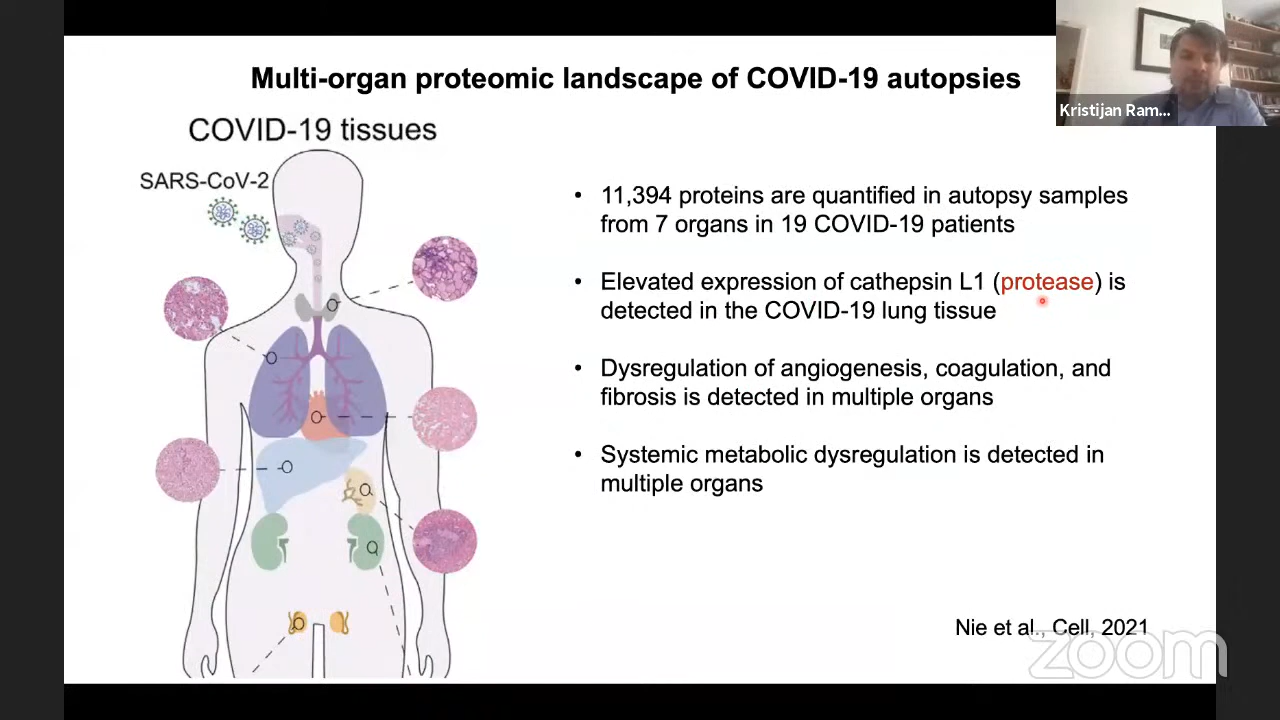 Multi-organ proteomic landscape of COVID-19 autopsies
Kristijan Ram...
COVID-19 tissues
SARS-CoV-2
• 11,394 proteins are quantified in autopsy samples
from 7 organs in 19 COVID-19 patients
• Elevated expression of cathepsin L1 (protease) is
detected in the COVID-19 lung tissue
• Dysregulation of angiogenesis, coagulation, and
fibrosis is detected in multiple organs
• Systemic metabolic dysregulation is detected in
multiple organs
Nie et al., Cell, 2021
zoom